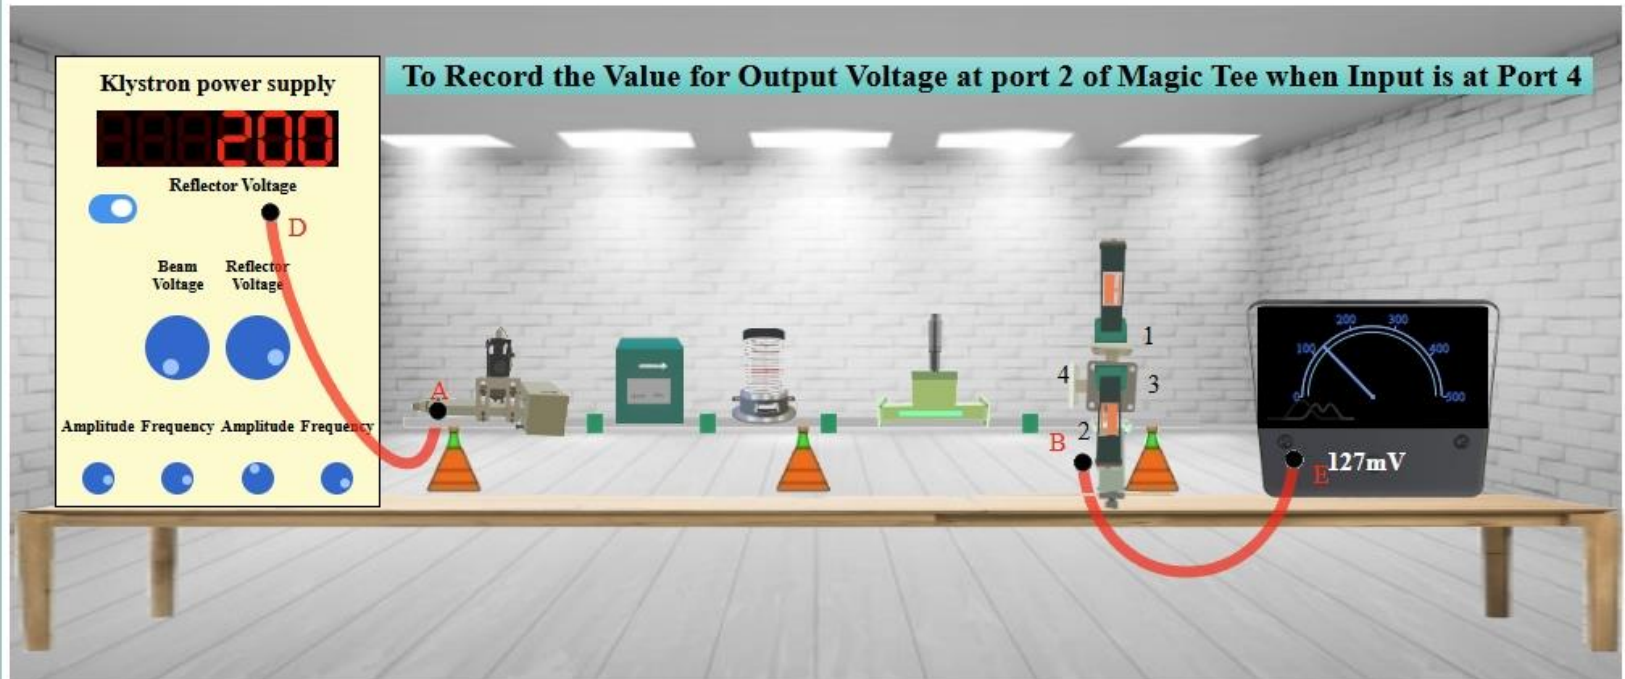 To Record the Value for Output Voltage at port 2 of Magic Tee when Input is at Port 4
Klystron power supply
200
Reflector Voltage
D
Beam
Voltage
Reflector
Voltage
Amplitude Frequency Amplitude Frequency
A
1
4
3
2
B
0
100
200
300
400
500
127mV
E